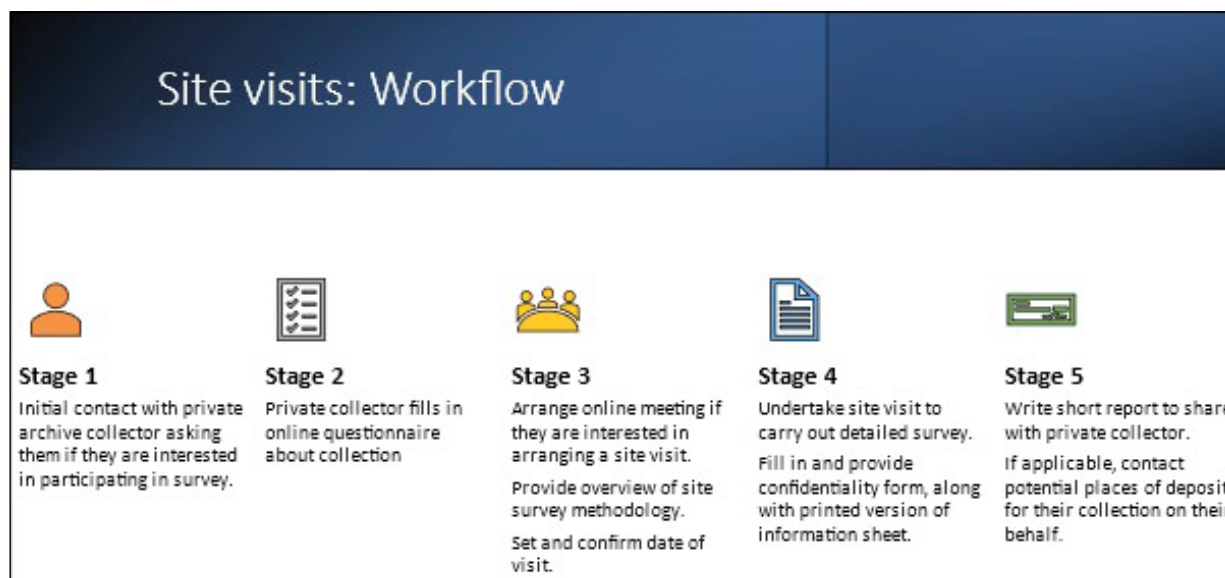 Site visits: Workflow
Stage 1
Initial contact with private
archive collector asking
them if they are interested
in participating in survey.
Stage 2
Private collector fills in
online questionnaire
about collection
Stage 3
Arrange online meeting if
they are interested in
arranging a site visit.
Provide overview of site
survey methodology.
Set and confirm date of
visit.
Stage 4
Undertake site visit to
carry out detailed survey.
Fill in and provide
confidentiality form, along
with printed version of
information sheet.
Stage 5
Write short report to share
with private collector.
If applicable, contact
potential places of deposit
for their collection on their
behalf.